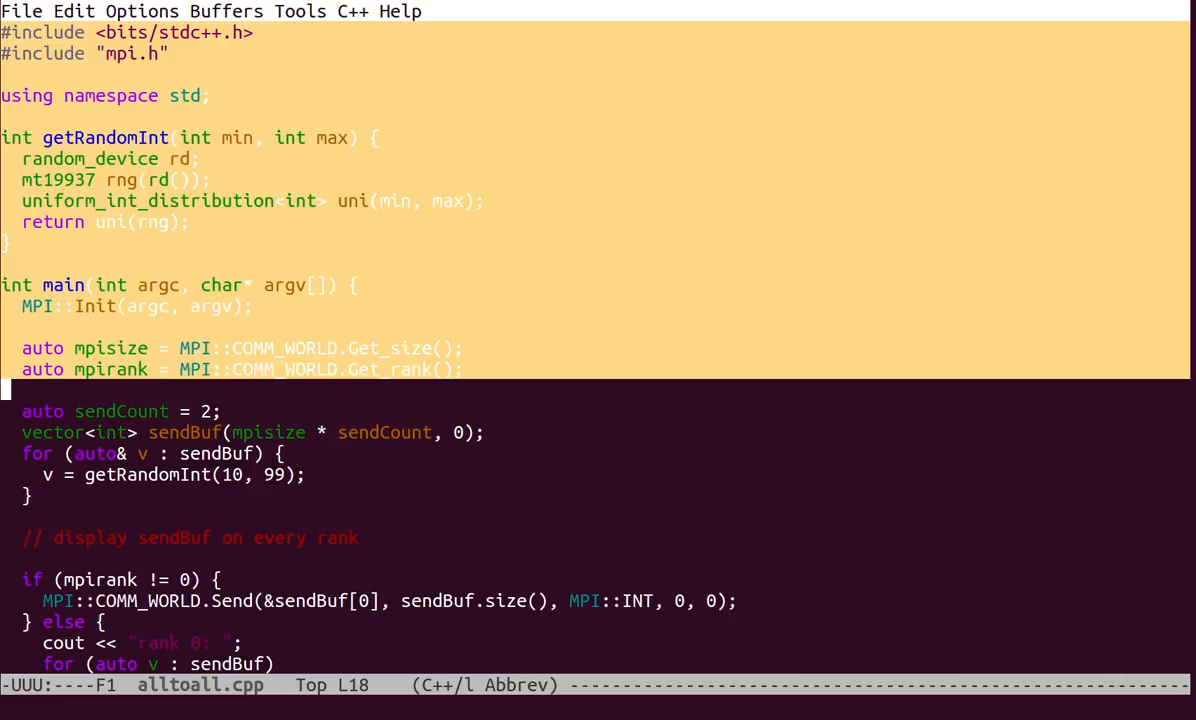 File Edit Options Buffers Tools C++ Help
#include <bits/stdc++.h>
#include "mpi.h"
using namespace std;
int getRandomInt(int min, int max) {
random_device rd;
mt19937 rng(rd());
uniform_int_distribution<int> uni(min, max);
return uni(rng);
}
int main(int argc, char* argv[]) {
MPI::Init(argc, argv);
auto mpisize = MPI::COMM_WORLD.Get_size();
auto mpirank = MPI::COMM_WORLD.Get_rank();
auto sendCount = 2;
vector<int> sendBuf(mpisize * sendCount, 0);
for (auto& v : sendBuf) {
v = getRandomInt(10, 99);
}
// display sendBuf on every rank
if (mpirank != 0) {
MPI::COMM_WORLD.Send(&sendBuf[0], sendBuf.size(), MPI::INT, 0, 0);
} else {
cout << "rank 0: ";
for (auto v : sendBuf)
-UUU:----F1 alltoall.cpp Top L18 (C++/l Abbrev) -----------------------------------------------------------